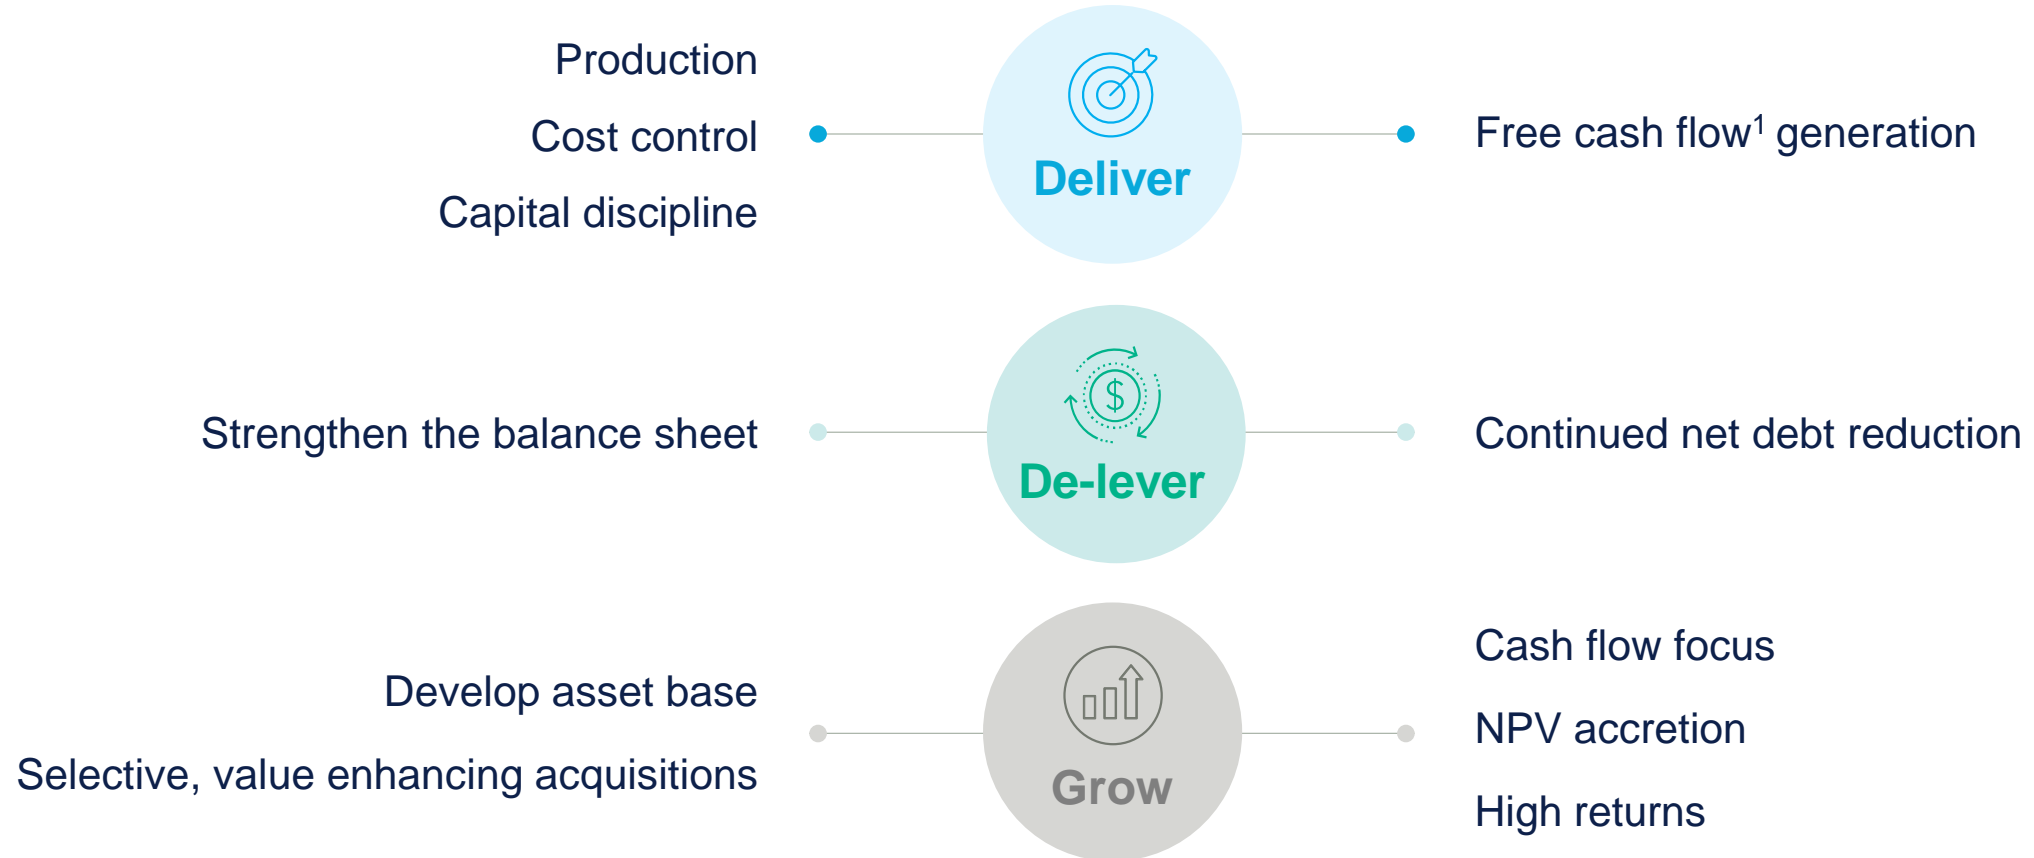 Production
Cost control
Capital discipline
Deliver
Free cash flow¹ generation
Strengthen the balance sheet
$
De-lever
Continued net debt reduction
Develop asset base
Selective, value enhancing acquisitions
Grow
Cash flow focus
NPV accretion
High returns